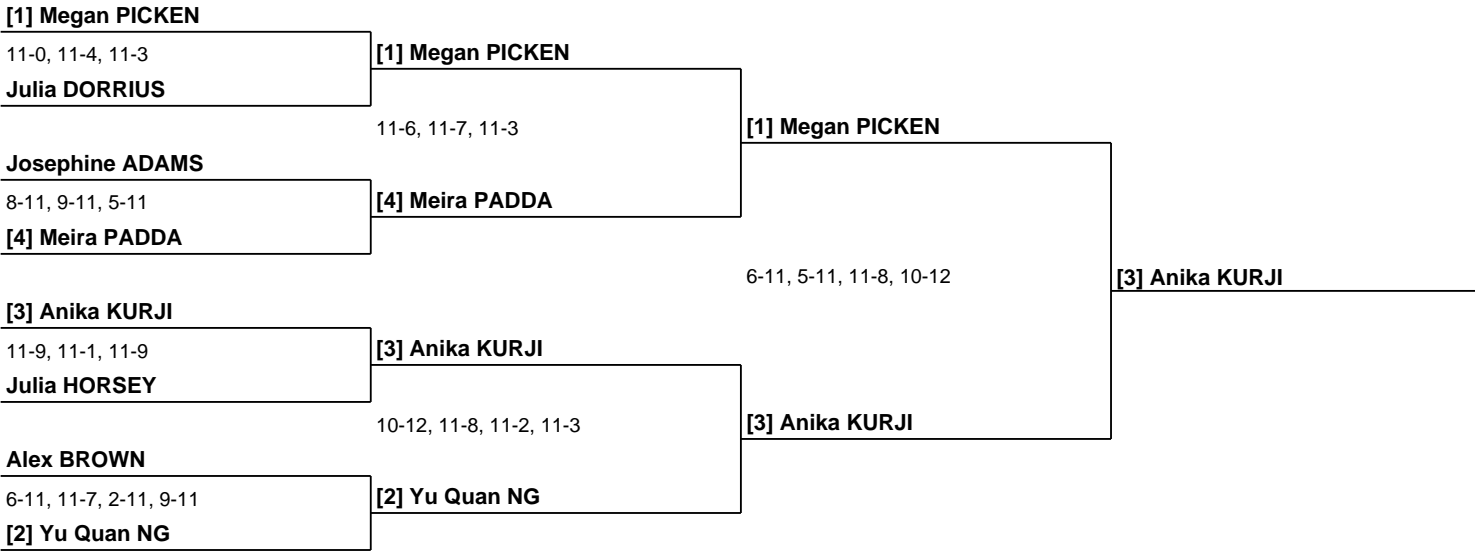 [1] Megan PICKEN
11-0, 11-4, 11-3
[1] Megan PICKEN
Julia DORRIUS
11-6, 11-7, 11-3
[1] Megan PICKEN
Josephine ADAMS
8-11, 9-11, 5-11
[4] Meira PADDA
[4] Meira PADDA
6-11, 5-11, 11-8, 10-12
[3] Anika KURJI
[3] Anika KURJI
11-9, 11-1, 11-9
[3] Anika KURJI
Julia HORSEY
10-12, 11-8, 11-2, 11-3
[3] Anika KURJI
Alex BROWN
6-11, 11-7, 2-11, 9-11
[2] Yu Quan NG
[2] Yu Quan NG